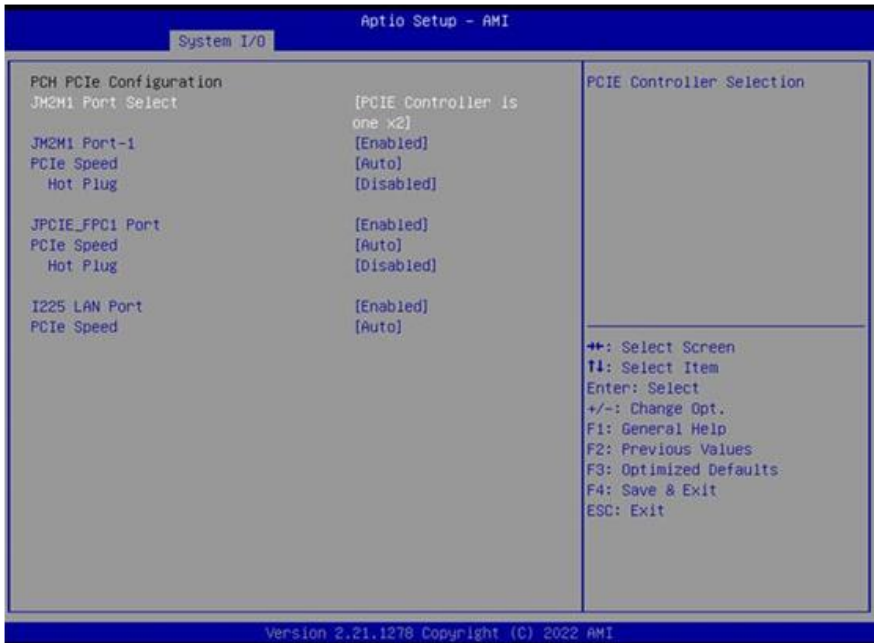 Aptio Setup - AMI
System I/O
PCH PCIe Configuration
JM2M1 Port Select [PCIE Controller is
one x2]
JM2M1 Port-1 [Enabled]
PCIe Speed [Auto]
Hot Plug [Disabled]
JPCIE_FPC1 Port [Enabled]
PCIe Speed [Auto]
Hot Plug [Disabled]
I225 LAN Port [Enabled]
PCIe Speed [Auto]
PCIE Controller Selection
→←: Select Screen
↑↓: Select Item
Enter: Select
+/-: Change Opt.
F1: General Help
F2: Previous Values
F3: Optimized Defaults
F4: Save & Exit
ESC: Exit
Version 2.21.1278 Copyright (C) 2022 AMI